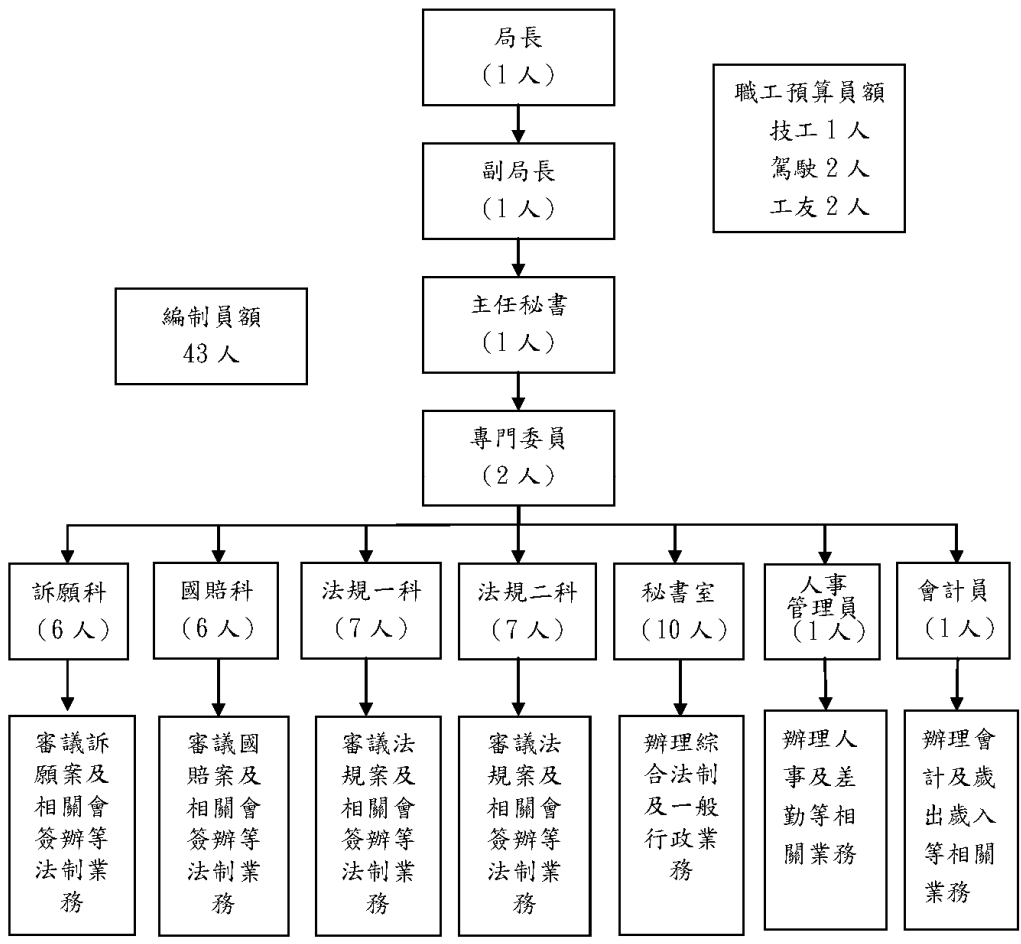 局長
(1人)
職工預算員額
技工1人
駕駛2人
工友2人
副局長
(1人)
編制員額
43人
主任秘書
(1人)
專門委員
(2人)
訴願科
(6人)
國賠科
(6人)
法規一科
(7人)
法規二科
(7人)
秘書室
(10人)
人事
管理員
(1人)
會計員
(1人)
審議訴
願案及
相關會
簽辦等
法制業
務
審議國
賠案及
相關會
簽辦等
法制業
務
審議法
規案及
相關會
簽辦等
法制業
務
審議法
規案及
相關會
簽辦等
法制業
務
辦理綜
合法制
及一般
行政業
務
辦理人
事及差
勤等相
關業務
辦理會
計及歲
出歲入
等相關
業務